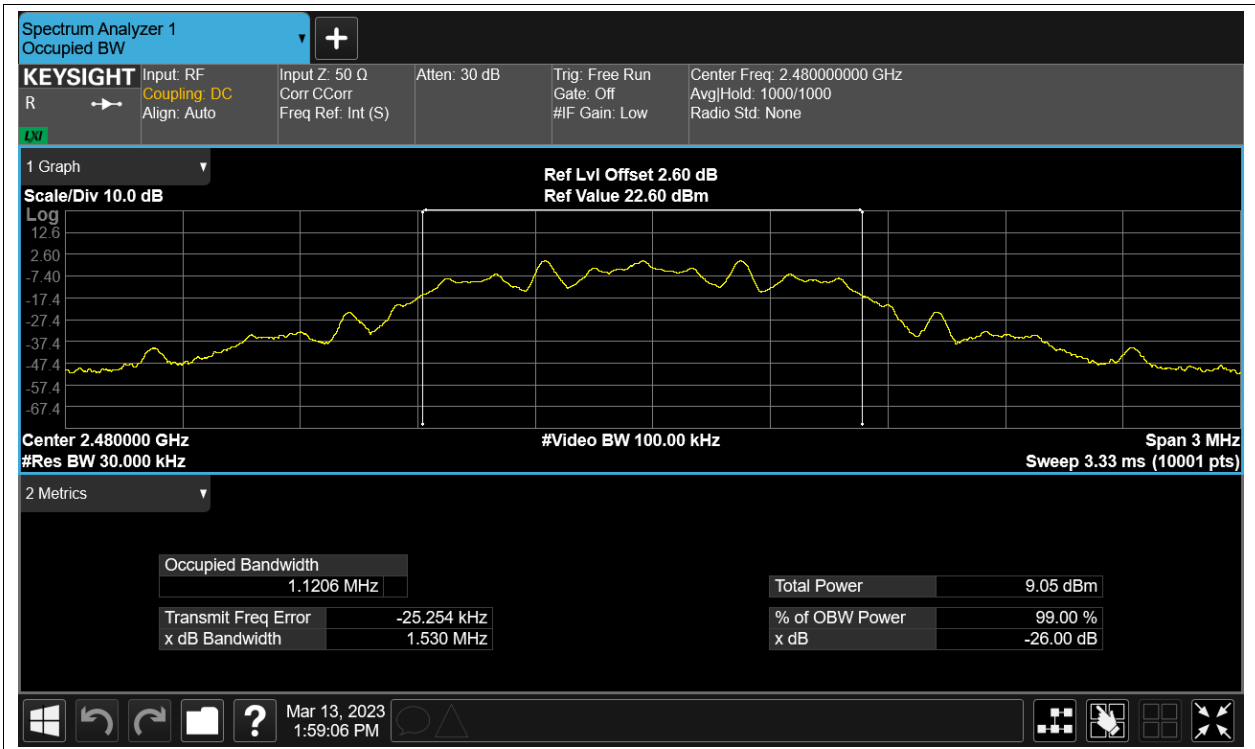 Spectrum Analyzer 1
Occupied BW
KEYSIGHT
R
LXI
Input: RF
Coupling: DC
Align: Auto
Input Z: 50 Ω
Corr CCorr
Freq Ref: Int (S)
Atten: 30 dB
Trig: Free Run
Gate: Off
#IF Gain: Low
Center Freq: 2.480000000 GHz
Avg|Hold: 1000/1000
Radio Std: None
1 Graph
Scale/Div 10.0 dB
Ref Lvl Offset 2.60 dB
Ref Value 22.60 dBm
Log
12.6
2.60
-7.40
-17.4
-27.4
-37.4
-47.4
-57.4
-67.4
Center 2.480000 GHz
#Res BW 30.000 kHz
#Video BW 100.00 kHz
Span 3 MHz
Sweep 3.33 ms (10001 pts)
2 Metrics
Occupied Bandwidth
1.1206 MHz
Transmit Freq Error -25.254 kHz
x dB Bandwidth 1.530 MHz
Total Power 9.05 dBm
% of OBW Power 99.00 %
x dB -26.00 dB
?
Mar 13, 2023
1:59:06 PM